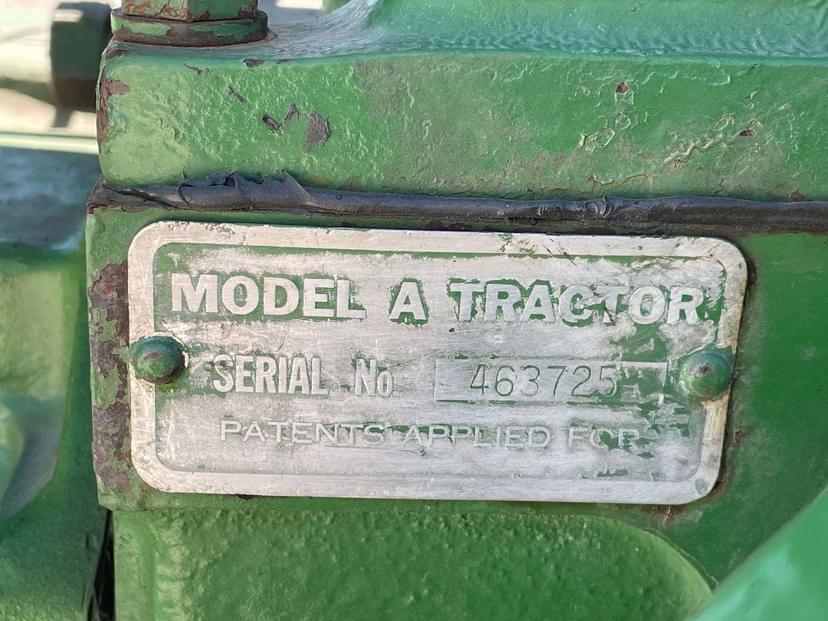 MODEL A TRACTOR
SERIAL No 463725
PATENTS APPLIED FOR